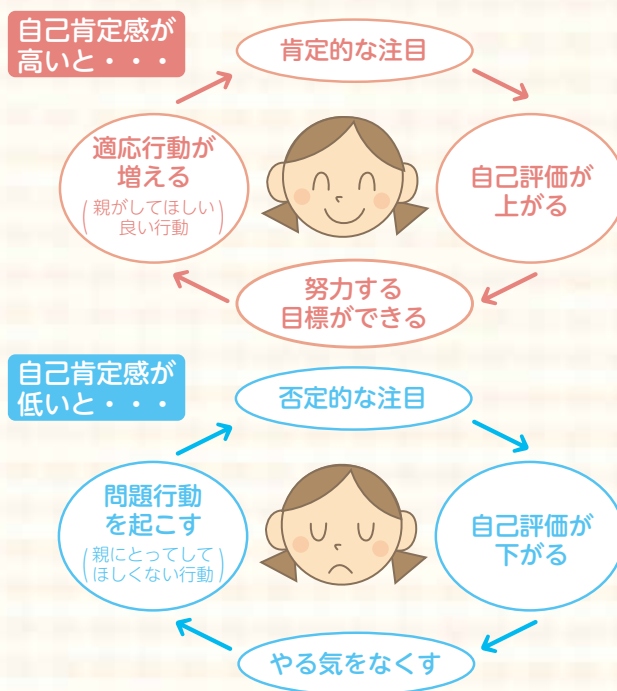 自己肯定感が
高いと・・・
肯定的な注目
適応行動が
増える
(親がしてほしい
良い行動)
自己評価が
上がる
努力する
目標ができる
自己肯定感が
低いと・・・
否定的な注目
問題行動
を起こす
(親にとってして
ほしくない行動)
自己評価が
下がる
やる気をなくす